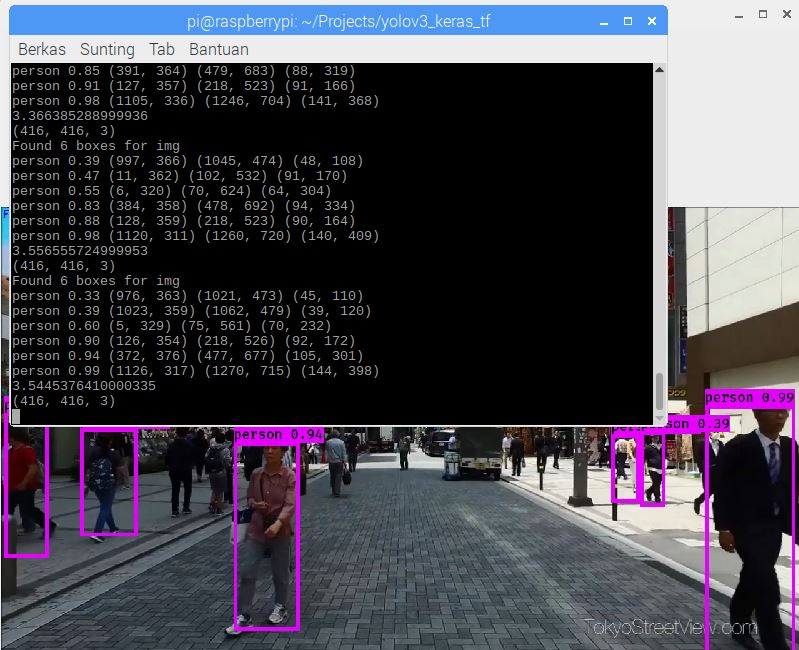 pi@raspberrypi: ~/Projects/yolov3_keras_tf
Berkas Sunting Tab Bantuan
person 0.85 (391, 364) (479, 683) (88, 319)
person 0.91 (127, 357) (218, 523) (91, 166)
person 0.98 (1105, 336) (1246, 704) (141, 368)
3.366385288999936
(416, 416, 3)
Found 6 boxes for img
person 0.39 (997, 366) (1045, 474) (48, 108)
person 0.47 (11, 362) (102, 532) (91, 170)
person 0.55 (6, 320) (70, 624) (64, 304)
person 0.83 (384, 358) (478, 692) (94, 334)
person 0.88 (128, 359) (218, 523) (90, 164)
person 0.98 (1120, 311) (1260, 720) (140, 409)
3.556555724999953
(416, 416, 3)
Found 6 boxes for img
person 0.33 (976, 363) (1021, 473) (45, 110)
person 0.39 (1023, 359) (1062, 479) (39, 120)
person 0.60 (5, 329) (75, 561) (70, 232)
person 0.90 (126, 354) (218, 526) (92, 172)
person 0.94 (372, 376) (477, 677) (105, 301)
person 0.99 (1126, 317) (1270, 715) (144, 398)
3.5445376410000335
(416, 416, 3)
person 0.99
0.39
person 0.94
TokyoStreetView.com